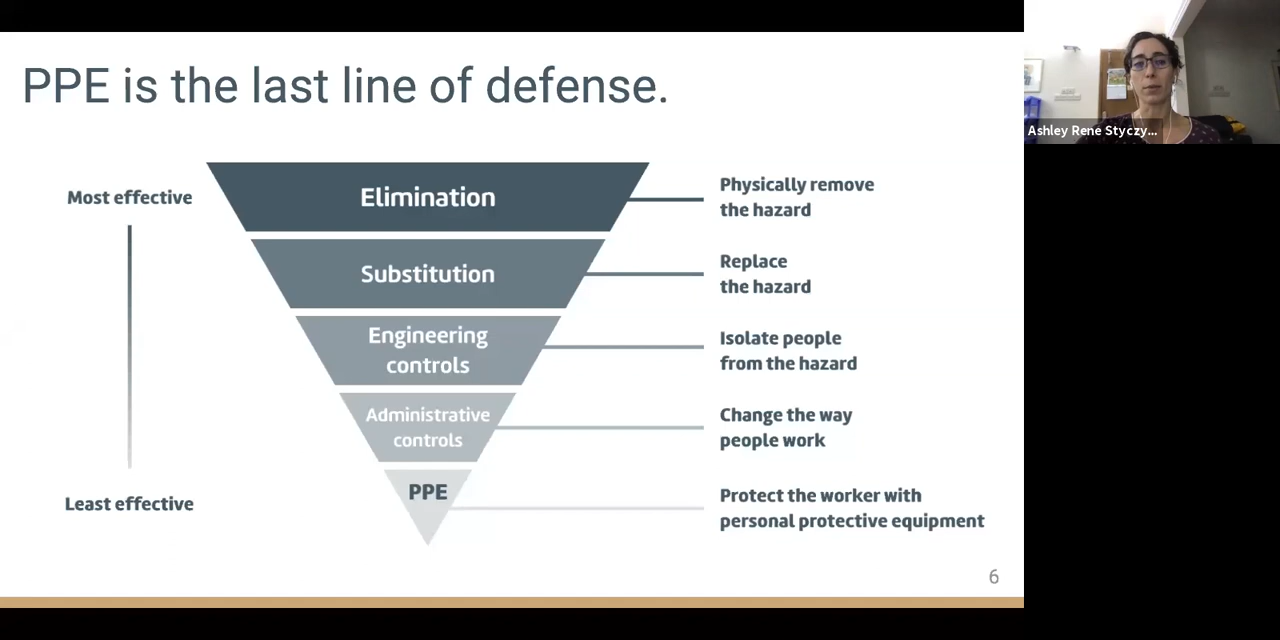 PPE is the last line of defense.
Most effective
Least effective
Elimination
Substitution
Engineering
controls
Administrative
controls
PPE
Physically remove
the hazard
Replace
the hazard
Isolate people
from the hazard
Change the way
people work
Protect the worker with
personal protective equipment
6
Ashley Rene Styczy...